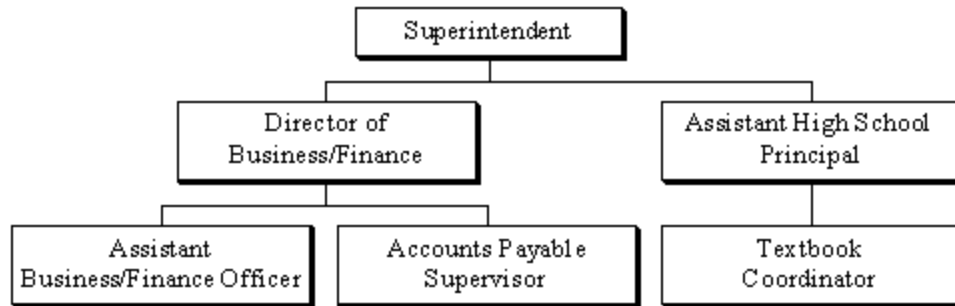 Superintendent
Director of
Business/Finance
Assistant High School
Principal
Assistant
Business/Finance Officer
Accounts Payable
Supervisor
Textbook
Coordinator